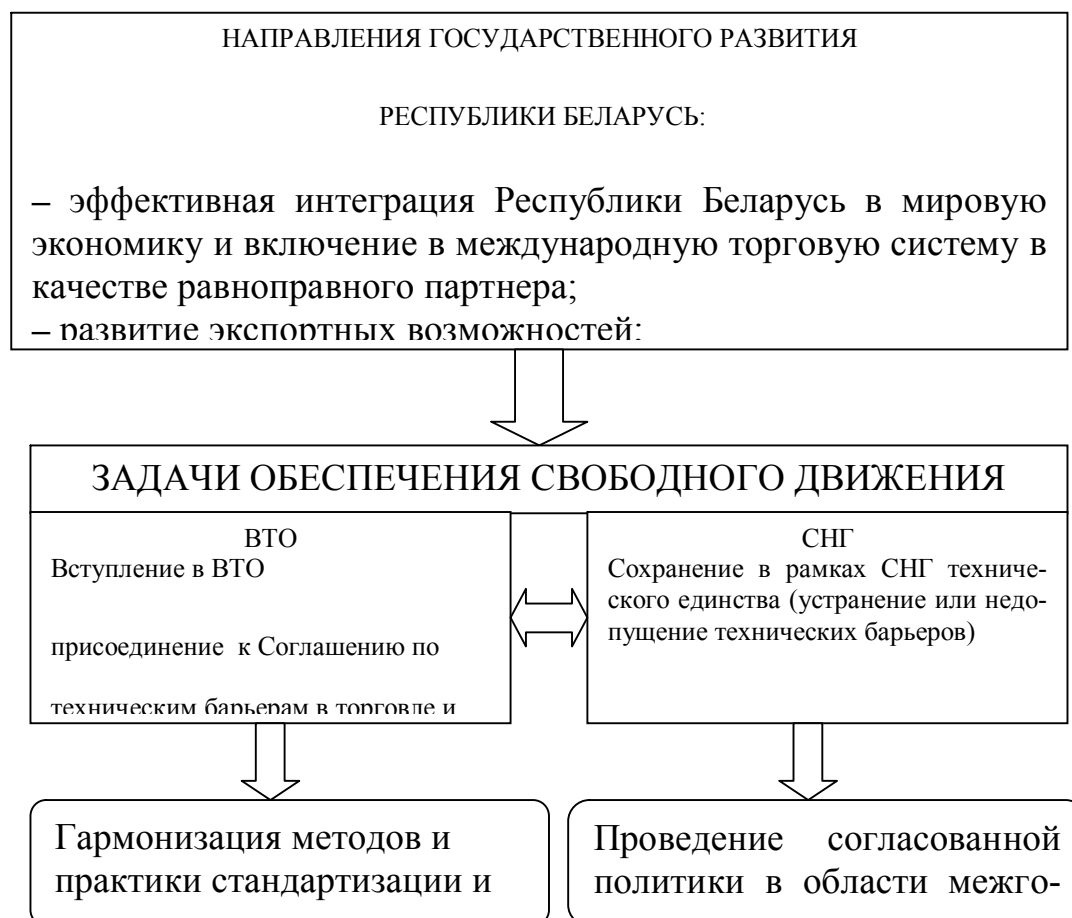 НАПРАВЛЕНИЯ ГОСУДАРСТВЕННОГО РАЗВИТИЯ
РЕСПУБЛИКИ БЕЛАРУСЬ:
– эффективная интеграция Республики Беларусь в мировую
экономику и включение в международную торговую систему в
качестве равноправного партнера;
– развитие экспортных возможностей;
ЗАДАЧИ ОБЕСПЕЧЕНИЯ СВОБОДНОГО ДВИЖЕНИЯ
ВТО
Вступление в ВТО
присоединение к Соглашению по
техническим барьерам в торговле и
СНГ
Сохранение в рамках СНГ техниче-
ского единства (устранение или недо-
пущение технических барьеров)
Гармонизация методов и
практики стандартизации и
Проведение согласованной
политики в области межго-